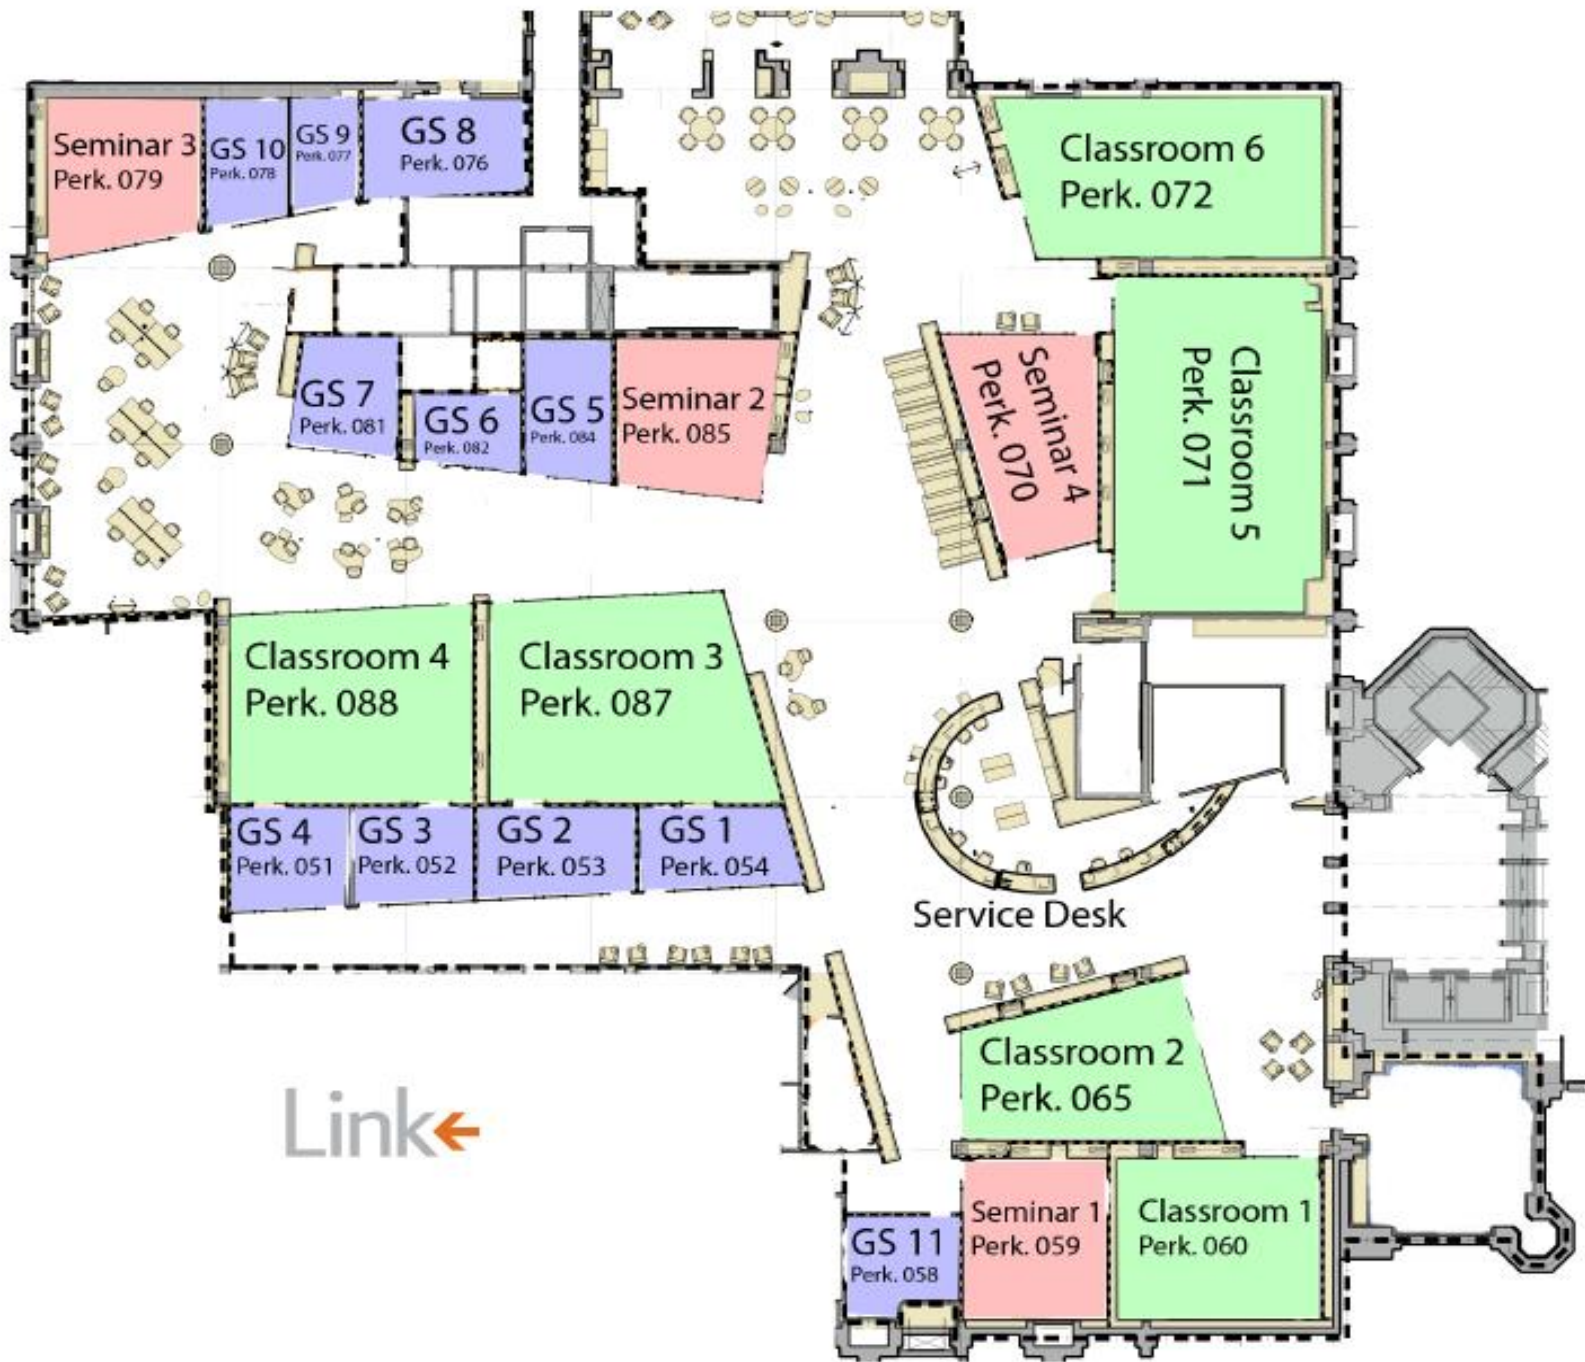 Seminar 3
Perk. 079
GS 10
Perk. 078
GS 9
Perk. 077
GS 8
Perk. 076
Classroom 6
Perk. 072
GS 7
Perk. 081
GS 6
Perk. 082
GS 5
Perk. 084
Seminar 2
Perk. 085
Seminar 4
Perk. 070
Classroom 5
Perk. 071
Classroom 4
Perk. 088
Classroom 3
Perk. 087
GS 4
Perk. 051
GS 3
Perk. 052
GS 2
Perk. 053
GS 1
Perk. 054
Service Desk
Classroom 2
Perk. 065
Link
GS 11
Perk. 058
Seminar 1
Perk. 059
Classroom 1
Perk. 060